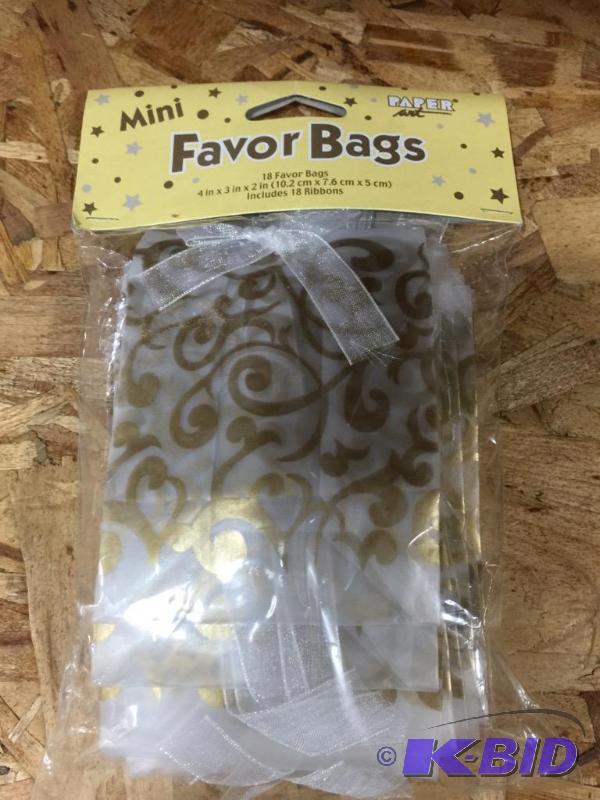 Mini
PAPER
art
Favor Bags
18 Favor Bags
4 in x 3 in x 2 in (10.2 cm x 7.6 cm x 5 cm)
Includes 18 Ribbons
© K-BID